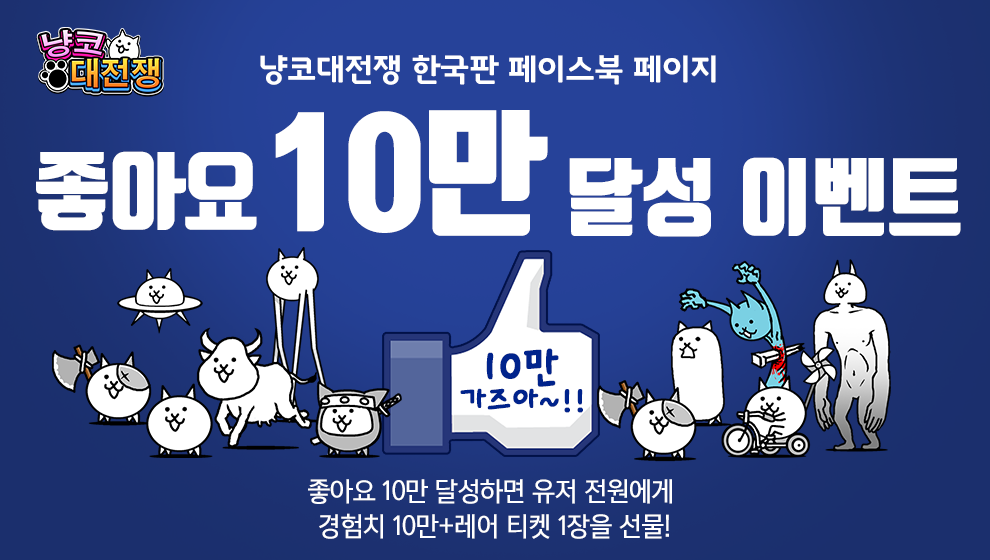 냥코
대전쟁
냥코대전쟁 한국판 페이스북 페이지
좋아요 10만 달성 이벤트
10만
가즈아~!!
좋아요 10만 달성하면 유저 전원에게
경험치 10만+레어 티켓 1장을 선물!